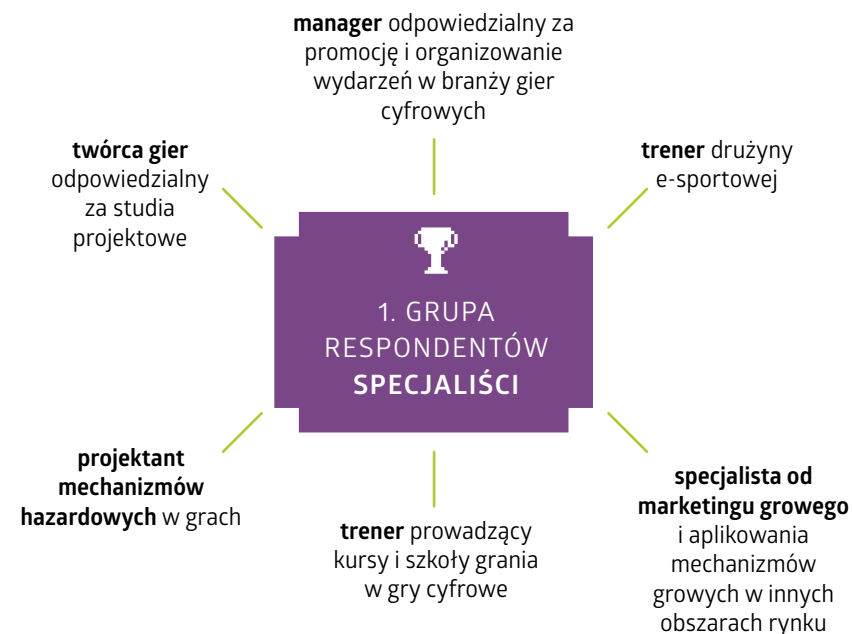 manager odpowiedzialny za
promocję i organizowanie
wydarzeń w branży gier
cyfrowych
twórca gier
odpowiedzialny
za studia
projektowe
trener drużyny
e-sportowej
1. GRUPA
RESPONDENTÓW
SPECJALIŚCI
projektant
mechanizmów
hazardowych w grach
trener prowadzący
kursy i szkoły grania
w gry cyfrowe
specjalista od
marketingu growego
i aplikowania
mechanizmów
growych w innych
obszarach rynku